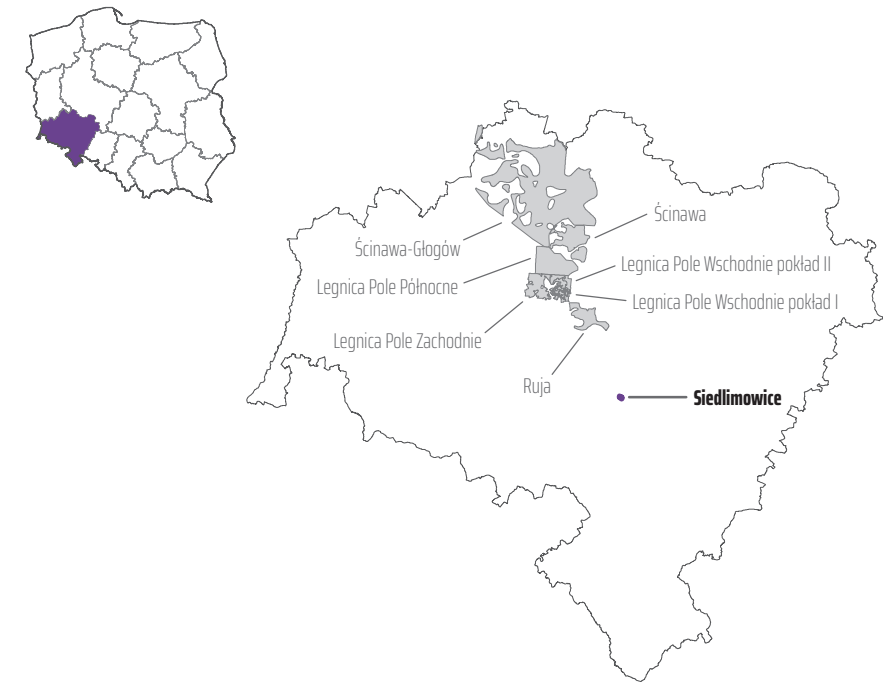 Ścinawa
Ścinawa-Głogów
Legnica Pole Wschodnie pokład II
Legnica Pole Północne
Legnica Pole Wschodnie pokład I
Legnica Pole Zachodnie
Ruja
Siedlimowice